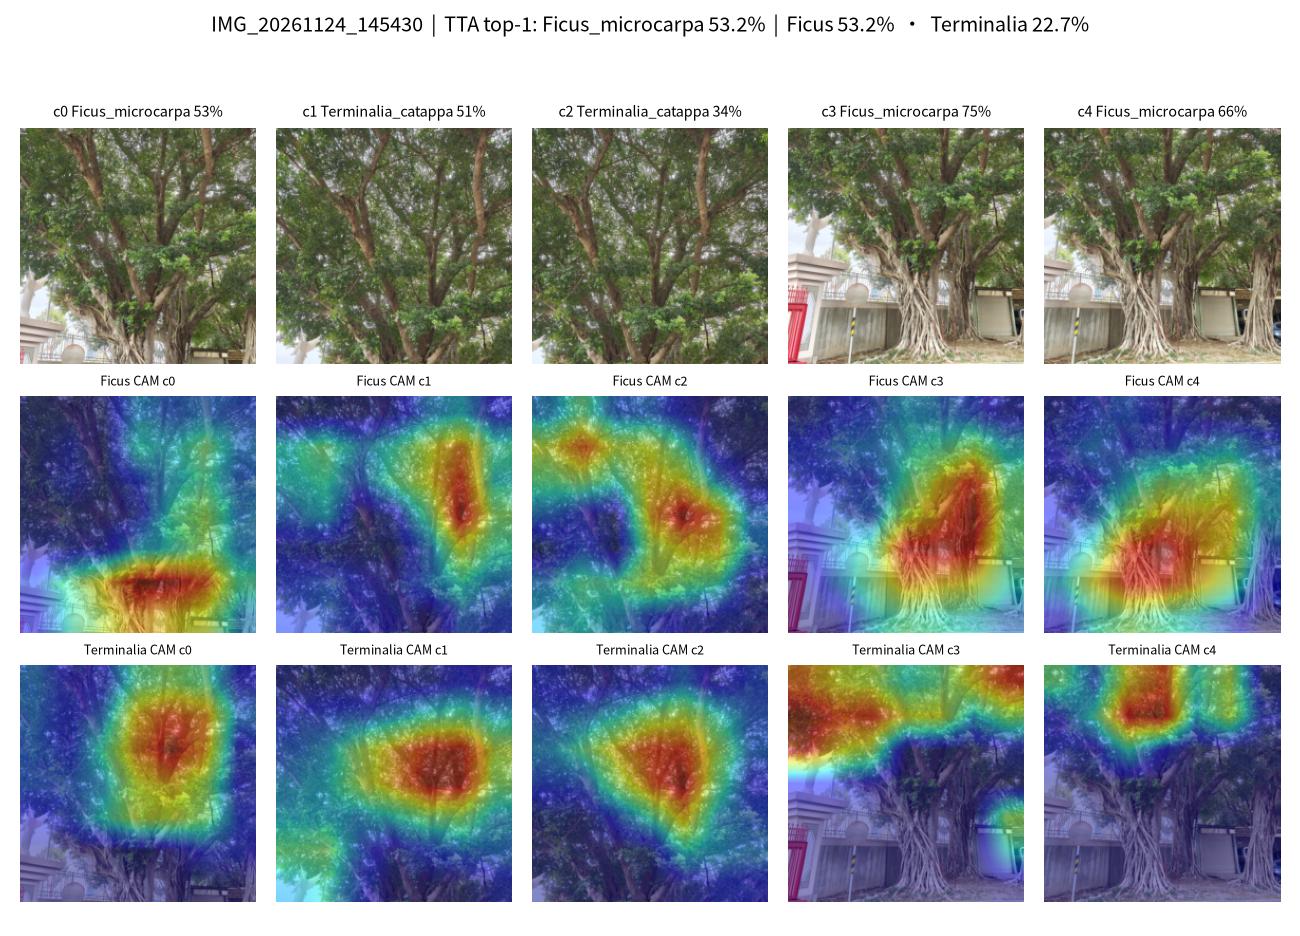 IMG_20261124_145430 | TTA top-1: Ficus_microcarpa 53.2% | Ficus 53.2% ・ Terminalia 22.7%
c0 Ficus_microcarpa 53%
c1 Terminalia_catappa 51%
c2 Terminalia_catappa 34%
c3 Ficus_microcarpa 75%
c4 Ficus_microcarpa 66%
Ficus CAM c0
Ficus CAM c1
Ficus CAM c2
Ficus CAM c3
Ficus CAM c4
Terminalia CAM c0
Terminalia CAM c1
Terminalia CAM c2
Terminalia CAM c3
Terminalia CAM c4